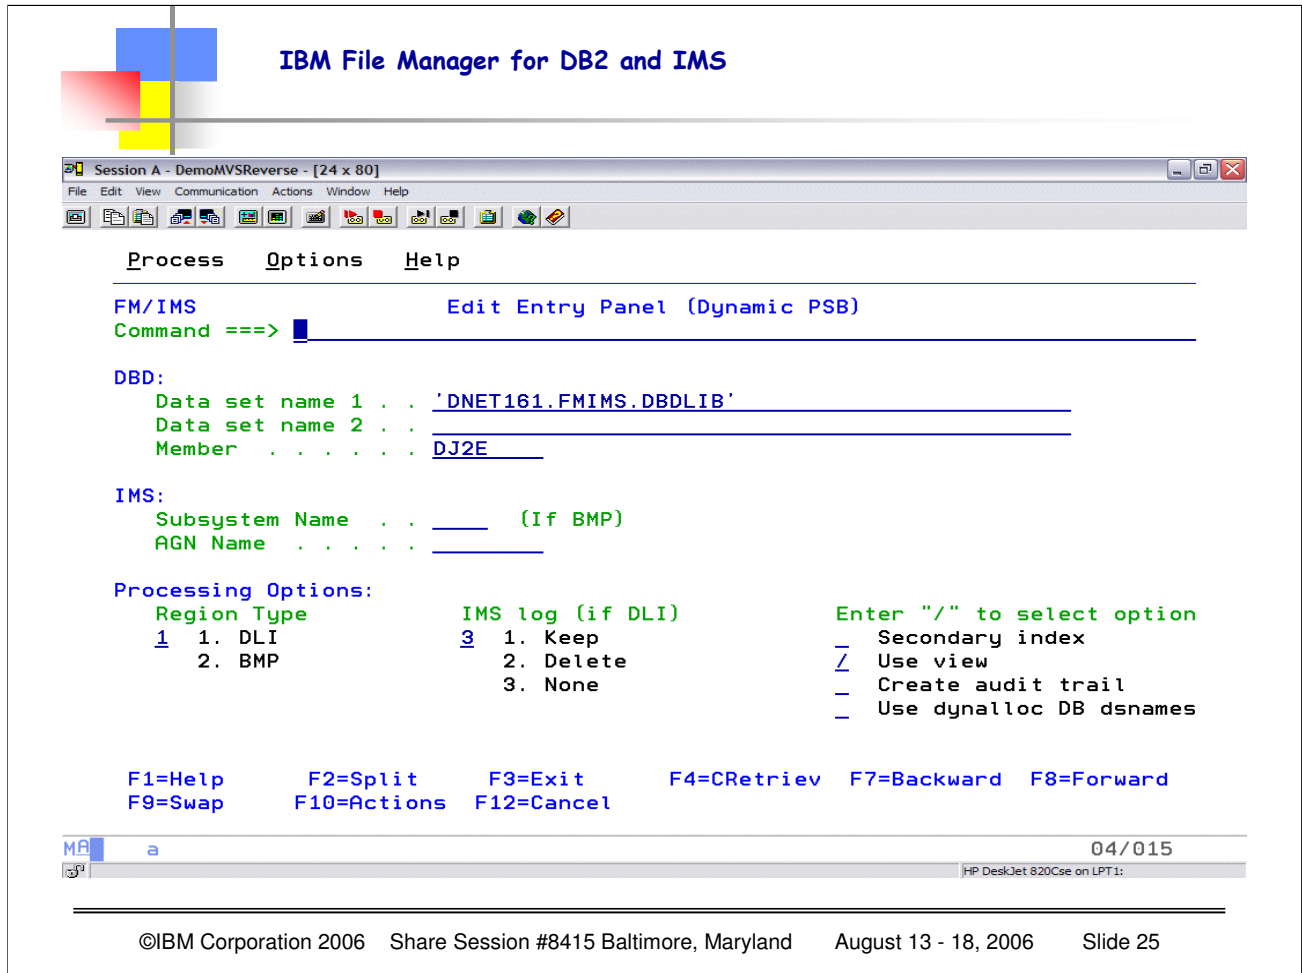 IBM File Manager for DB2 and IMS
Session A - DemoMVSReverse - [24 x 80]
File Edit View Communication Actions Window Help
Process Options Help
FM/IMS Edit Entry Panel (Dynamic PSB)
Command ===>
DBD:
Data set name 1 . . 'DNET161.FMIMS.DBDLIB'
Data set name 2 . .
Member . . . . . . DJ2E
IMS:
Subsystem Name . . (If BMP)
AGN Name . . . . .
Processing Options:
Region Type IMS log (if DLI) Enter "/" to select option
1 1. DLI 3 1. Keep _ Secondary index
2. BMP 2. Delete / Use view
3. None _ Create audit trail
_ Use dynalloc DB dsnames
F1=Help F2=Split F3=Exit F4=CRetriev F7=Backward F8=Forward
F9=Swap F10=Actions F12=Cancel
MA a 04/015
HP DeskJet 820Cse on LPT1:
©IBM Corporation 2006 Share Session #8415 Baltimore, Maryland August 13 - 18, 2006 Slide 25